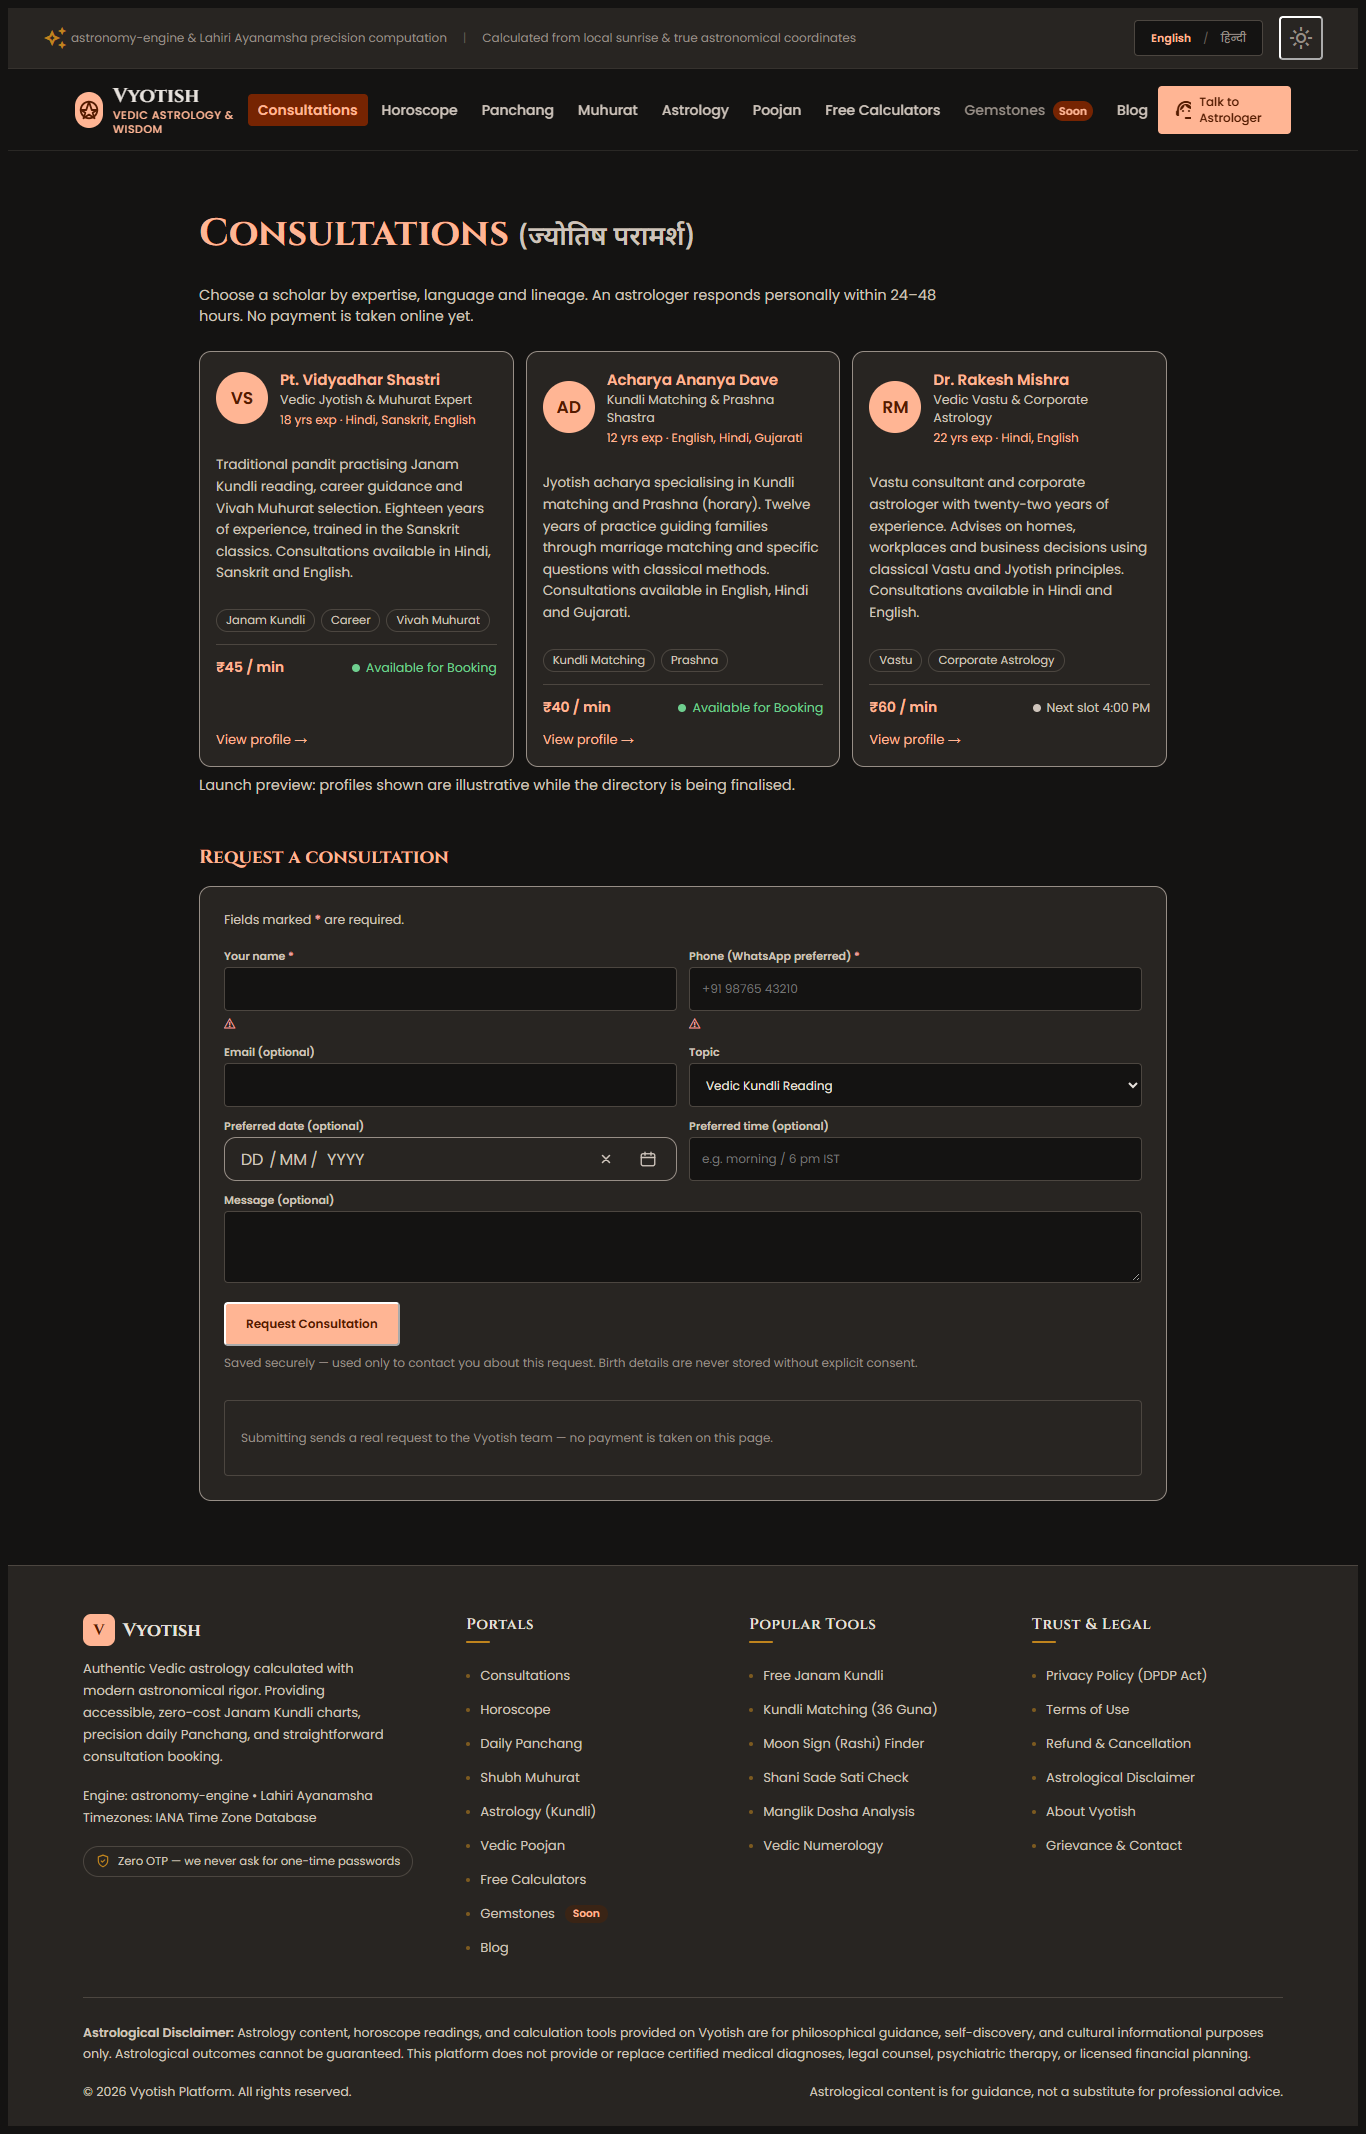 astronomy-engine & Lahiri Ayanamsha precision computation | Calculated from local sunrise & true astronomical coordinates
English / हिन्दी
Vyotish
VEDIC ASTROLOGY &
WISDOM
Consultations
Horoscope
Panchang
Muhurat
Astrology
Poojan
Free Calculators
Gemstones Soon
Blog
Talk to
Astrologer
Consultations (ज्योतिष परामर्श)
Choose a scholar by expertise, language and lineage. An astrologer responds personally within 24–48
hours. No payment is taken online yet.
VS
Pt. Vidyadhar Shastri
Vedic Jyotish & Muhurat Expert
18 yrs exp · Hindi, Sanskrit, English
Traditional pandit practising Janam
Kundli reading, career guidance and
Vivah Muhurat selection. Eighteen years
of experience, trained in the Sanskrit
classics. Consultations available in Hindi,
Sanskrit and English.
Janam Kundli
Career
Vivah Muhurat
₹45 / min
Available for Booking
View profile →
AD
Acharya Ananya Dave
Kundli Matching & Prashna
Shastra
12 yrs exp · English, Hindi, Gujarati
Jyotish acharya specialising in Kundli
matching and Prashna (horary). Twelve
years of practice guiding families
through marriage matching and specific
questions with classical methods.
Consultations available in English, Hindi
and Gujarati.
Kundli Matching
Prashna
₹40 / min
Available for Booking
View profile →
RM
Dr. Rakesh Mishra
Vedic Vastu & Corporate
Astrology
22 yrs exp · Hindi, English
Vastu consultant and corporate
astrologer with twenty-two years of
experience. Advises on homes,
workplaces and business decisions using
classical Vastu and Jyotish principles.
Consultations available in Hindi and
English.
Vastu
Corporate Astrology
₹60 / min
Next slot 4:00 PM
View profile →
Launch preview: profiles shown are illustrative while the directory is being finalised.
Request a consultation
Fields marked * are required.
Your name *
Phone (WhatsApp preferred) *
+91 98765 43210
Email (optional)
Topic
Vedic Kundli Reading
Preferred date (optional)
DD / MM / YYYY
Preferred time (optional)
e.g. morning / 6 pm IST
Message (optional)
Request Consultation
Saved securely — used only to contact you about this request. Birth details are never stored without explicit consent.
Submitting sends a real request to the Vyotish team — no payment is taken on this page.
V Vyotish
Authentic Vedic astrology calculated with
modern astronomical rigor. Providing
accessible, zero-cost Janam Kundli charts,
precision daily Panchang, and straightforward
consultation booking.
Engine: astronomy-engine • Lahiri Ayanamsha
Timezones: IANA Time Zone Database
Zero OTP — we never ask for one-time passwords
Portals
Consultations
Horoscope
Daily Panchang
Shubh Muhurat
Astrology (Kundli)
Vedic Poojan
Free Calculators
Gemstones Soon
Blog
Popular Tools
Free Janam Kundli
Kundli Matching (36 Guna)
Moon Sign (Rashi) Finder
Shani Sade Sati Check
Manglik Dosha Analysis
Vedic Numerology
Trust & Legal
Privacy Policy (DPDP Act)
Terms of Use
Refund & Cancellation
Astrological Disclaimer
About Vyotish
Grievance & Contact
Astrological Disclaimer: Astrology content, horoscope readings, and calculation tools provided on Vyotish are for philosophical guidance, self-discovery, and cultural informational purposes
only. Astrological outcomes cannot be guaranteed. This platform does not provide or replace certified medical diagnoses, legal counsel, psychiatric therapy, or licensed financial planning.
© 2026 Vyotish Platform. All rights reserved.
Astrological content is for guidance, not a substitute for professional advice.